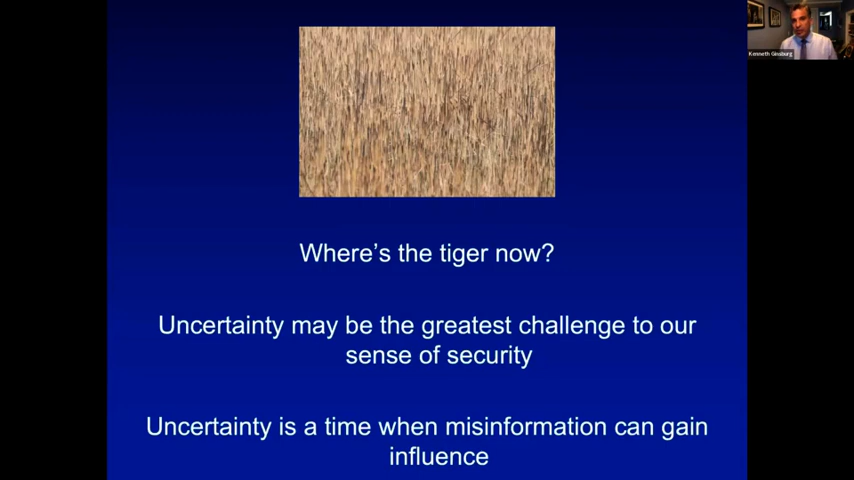 Kenneth Ginsburg
Where's the tiger now?
Uncertainty may be the greatest challenge to our
sense of security
Uncertainty is a time when misinformation can gain
influence